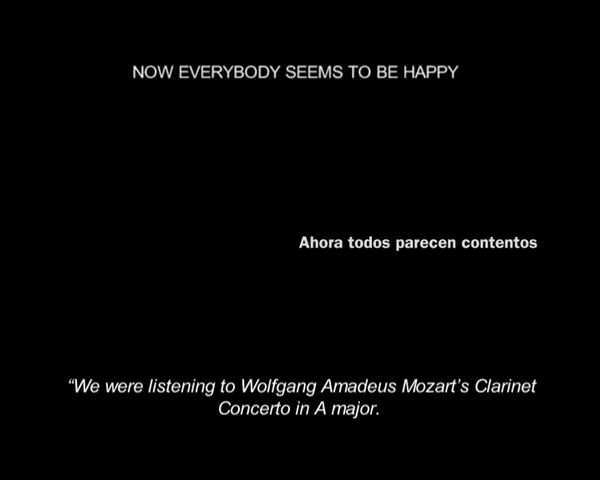 NOW EVERYBODY SEEMS TO BE HAPPY
Ahora todos parecen contentos
“We were listening to Wolfgang Amadeus Mozart’s Clarinet
Concerto in A major.